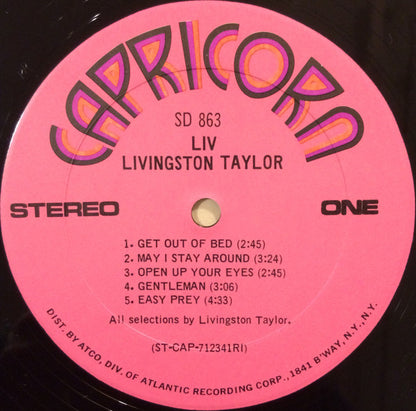 CAPRICORN
SD 863
LIV
LIVINGSTON TAYLOR
STEREO
ONE
1. GET OUT OF BED (2:45)
2. MAY I STAY AROUND (3:24)
3. OPEN UP YOUR EYES (2:45)
4. GENTLEMAN (3:06)
5. EASY PREY (4:33)
All selections by Livingston Taylor.
(ST-CAP-712341RI)
DIST. BY ATCO, DIV. OF ATLANTIC RECORDING CORP., 1841 B'WAY, N.Y., N.Y.